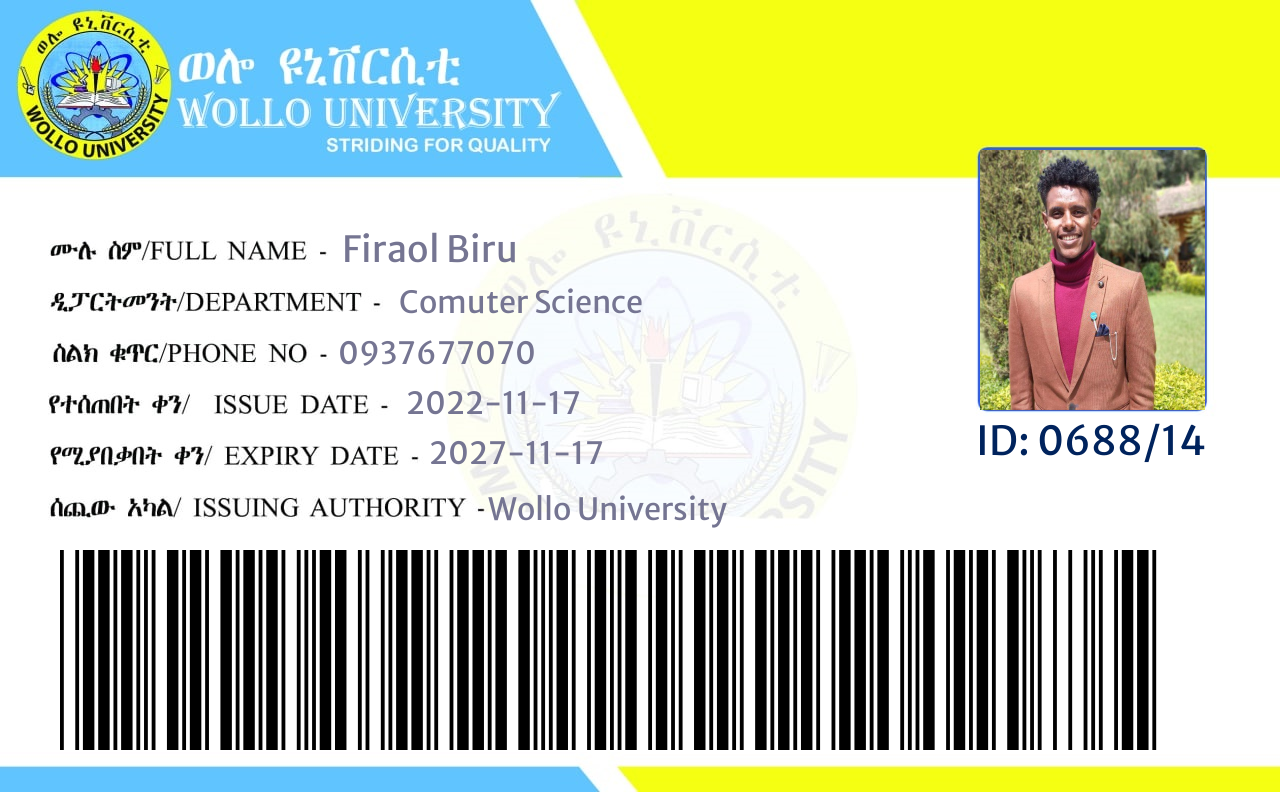 ወሎ ዩኒቨርሲቲ
WOLLO UNIVERSITY
ወሎ ዩኒቨርሲቲ
WOLLO UNIVERSITY
STRIDING FOR QUALITY
ሙሉ ስም/FULL NAME - Firaol Biru
ዲፓርትመንት/DEPARTMENT - Comuter Science
ስልክ ቁጥር/PHONE NO - 0937677070
የተሰጠበት ቀን/ ISSUE DATE - 2022-11-17
የሚያበቃበት ቀን/ EXPIRY DATE - 2027-11-17
ሰጪው አካል/ ISSUING AUTHORITY -Wollo University
ID: 0688/14
ወሎ ዩኒቨርሲቲ